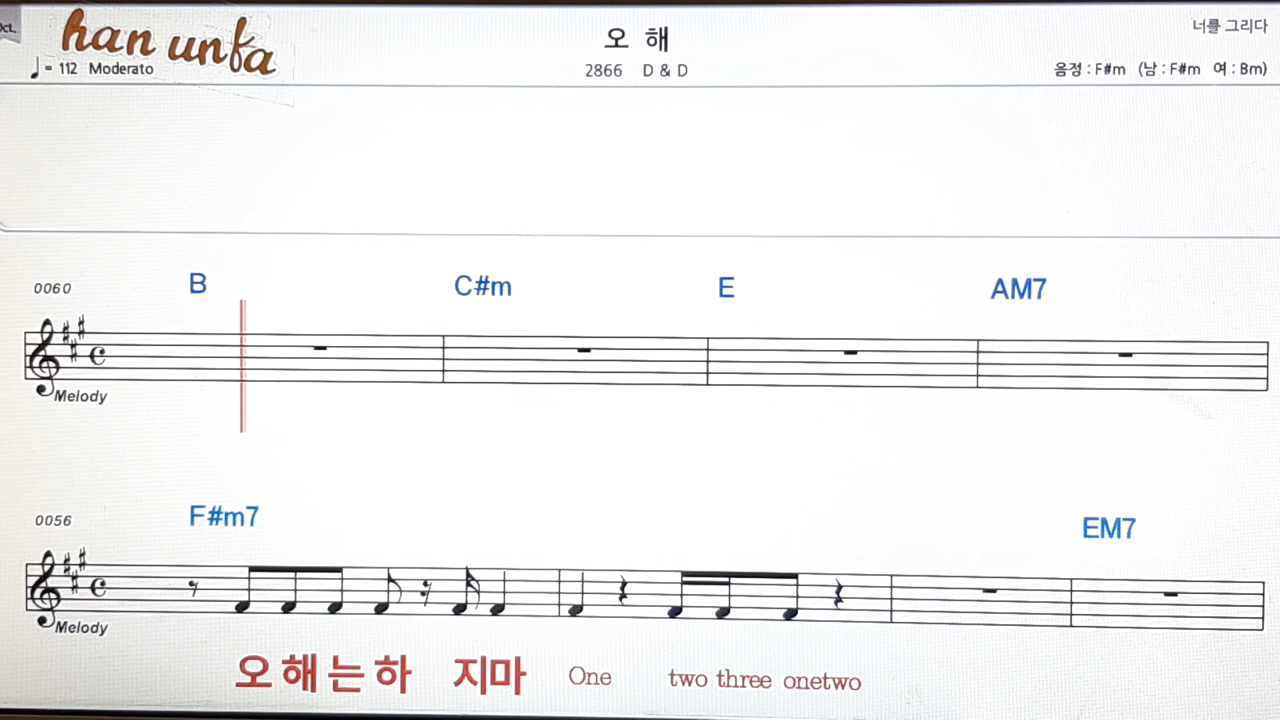 Oct.
han unfa
오 해
너를 그리다
♩= 112 Moderato
2866 D & D
음정 : F#m (남 : F#m 여 : Bm)
0060 B C#m E AM7
Melody
0056 F#m7 EM7
Melody
오 해 는 하 지마 One two three onetwo